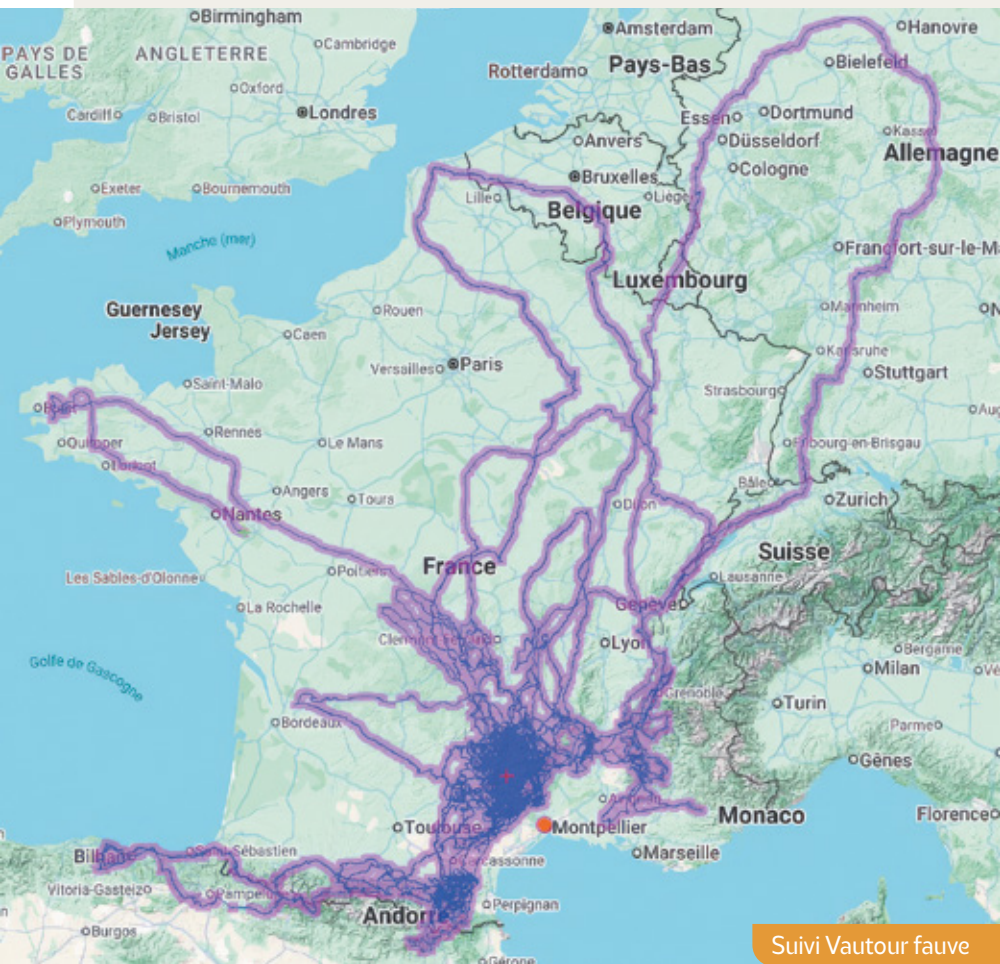 Birmingham
Amsterdam
Hanovre
PAYS DE
GALLES
ANGLETERRE
Cambridge
Pays-Bas
Bielefeld
Rotterdam
Oxford
Cardiff
Bristol
Londres
Essen
Dortmund
Anvers
Düsseldorf
Allemagne
Cologne
Bruxelles
Exeter
Bournemouth
Lille
Belgique
Liège
Plymouth
Manche (mer)
Francfort-sur-le-Ma
Luxembourg
Guernesey
Jersey
Rouen
Mannheim
Caen
Karlsruhe
Versailles
Paris
Stuttgart
Saint-Malo
Strasbourg
Brest
Aug
Quimper
Rennes
Le Mans
Fribourg-en-Brisgau
Lorient
Angers
Tours
Bâle
Zurich
Nantes
Dijon
Suisse
France
Les Sables-d'Olonne
Poitiers
Lausanne
La Rochelle
Genève
Clermont-Ferrand
Lyon
Bergame
Milan
Golfe de Gascogne
Grenoble
Turin
Bordeaux
Parme
Gênes
Avignon
Monaco
Florence
Toulouse
Montpellier
Marseille
Bilbao
Saint-Sébastien
Carcassonne
Vitoria-Gasteiz
Pampelune
Perpignan
Andorre
Burgos
Gérone
Suivi Vautour fauve